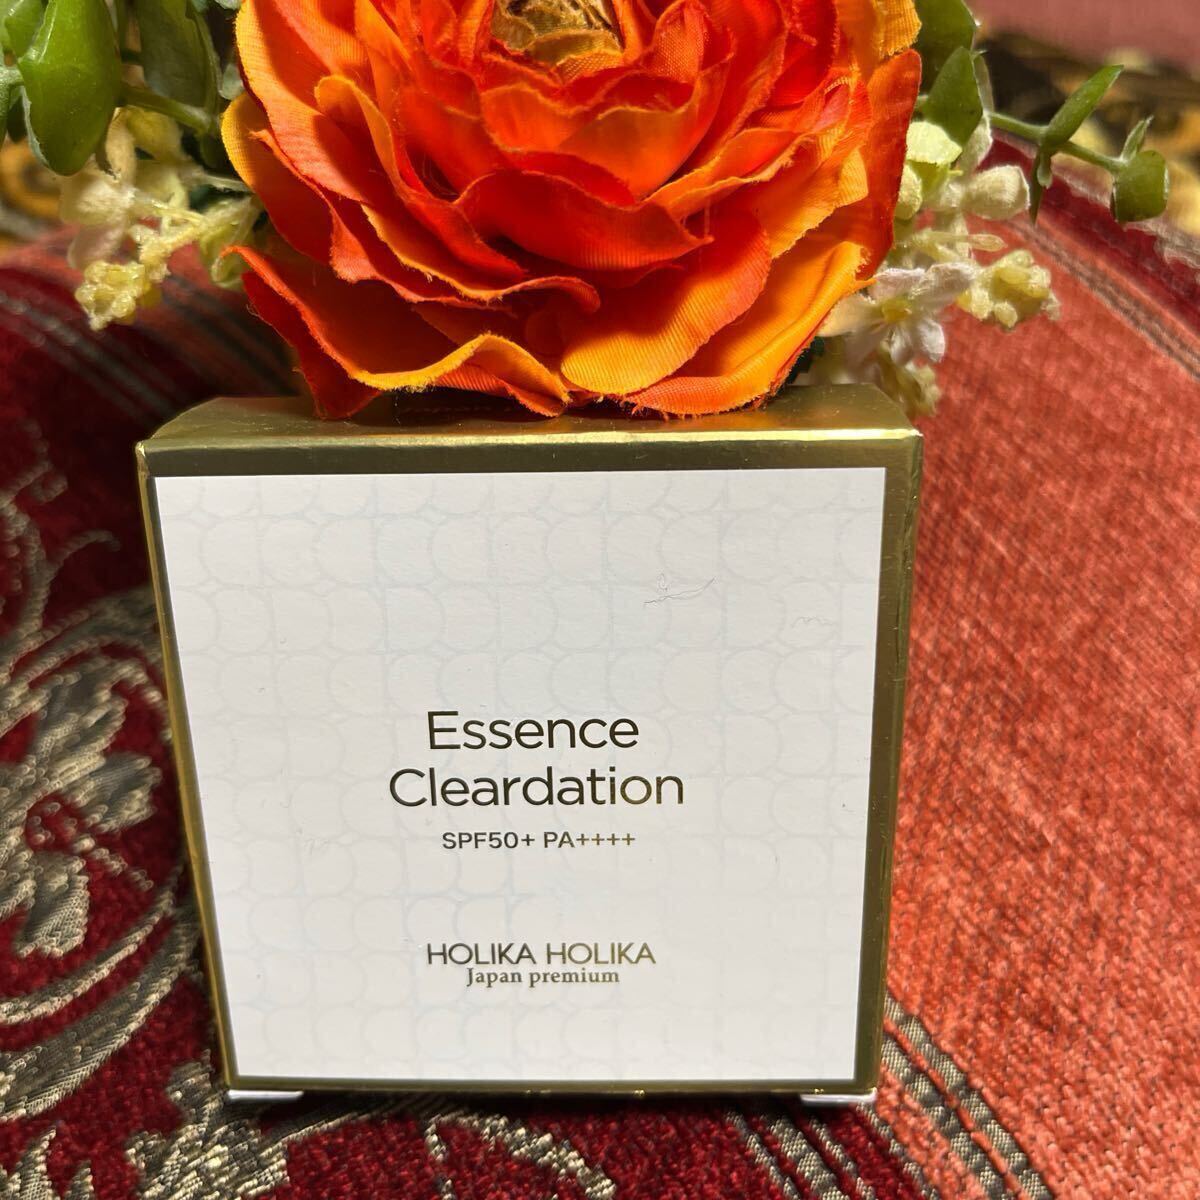 Essence
Cleardation
SPF50+ PA++++
HOLIKA HOLIKA
Japan premium